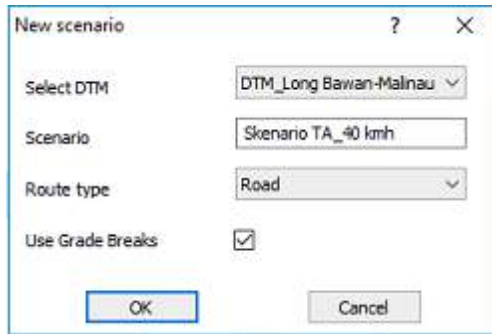 New scenario ?
Select DTM DTM_Long Bawan-Malinau
Scenario Skenario TA_40 kmh
Route type Road
Use Grade Breaks
OK Cancel